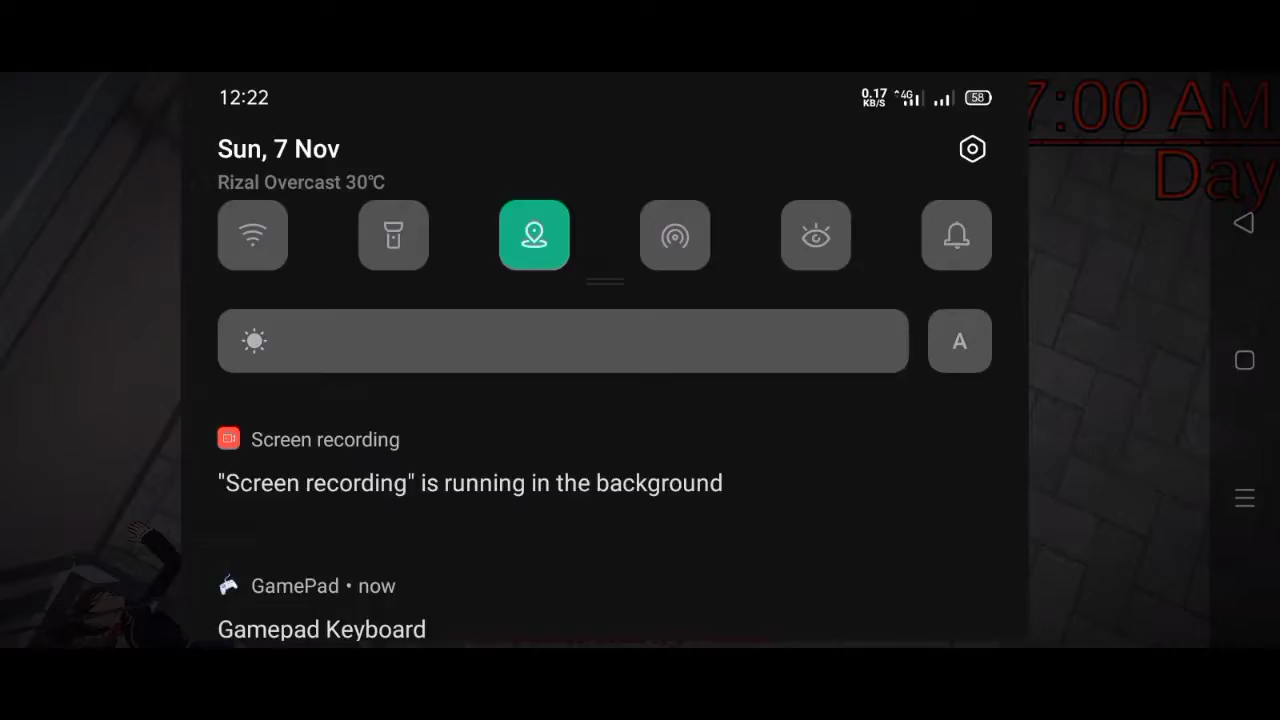 12:22
0.17 KB/S 4G 58
7:00 AM
Sun, 7 Nov
Day
Rizal Overcast 30℃
A
Screen recording
"Screen recording" is running in the background
GamePad • now
Gamepad Keyboard